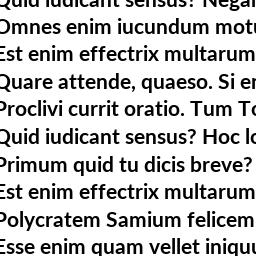 Quid iudicant sensus? Negar
Omnes enim iucundum motu
Est enim effectrix multarum
Quare attende, quaeso. Si en
Proclivi currit oratio. Tum To
Quid iudicant sensus? Hoc lo
Primum quid tu dicis breve?
Est enim effectrix multarum
Polycratem Samium felicem
Esse enim quam vellet iniquu